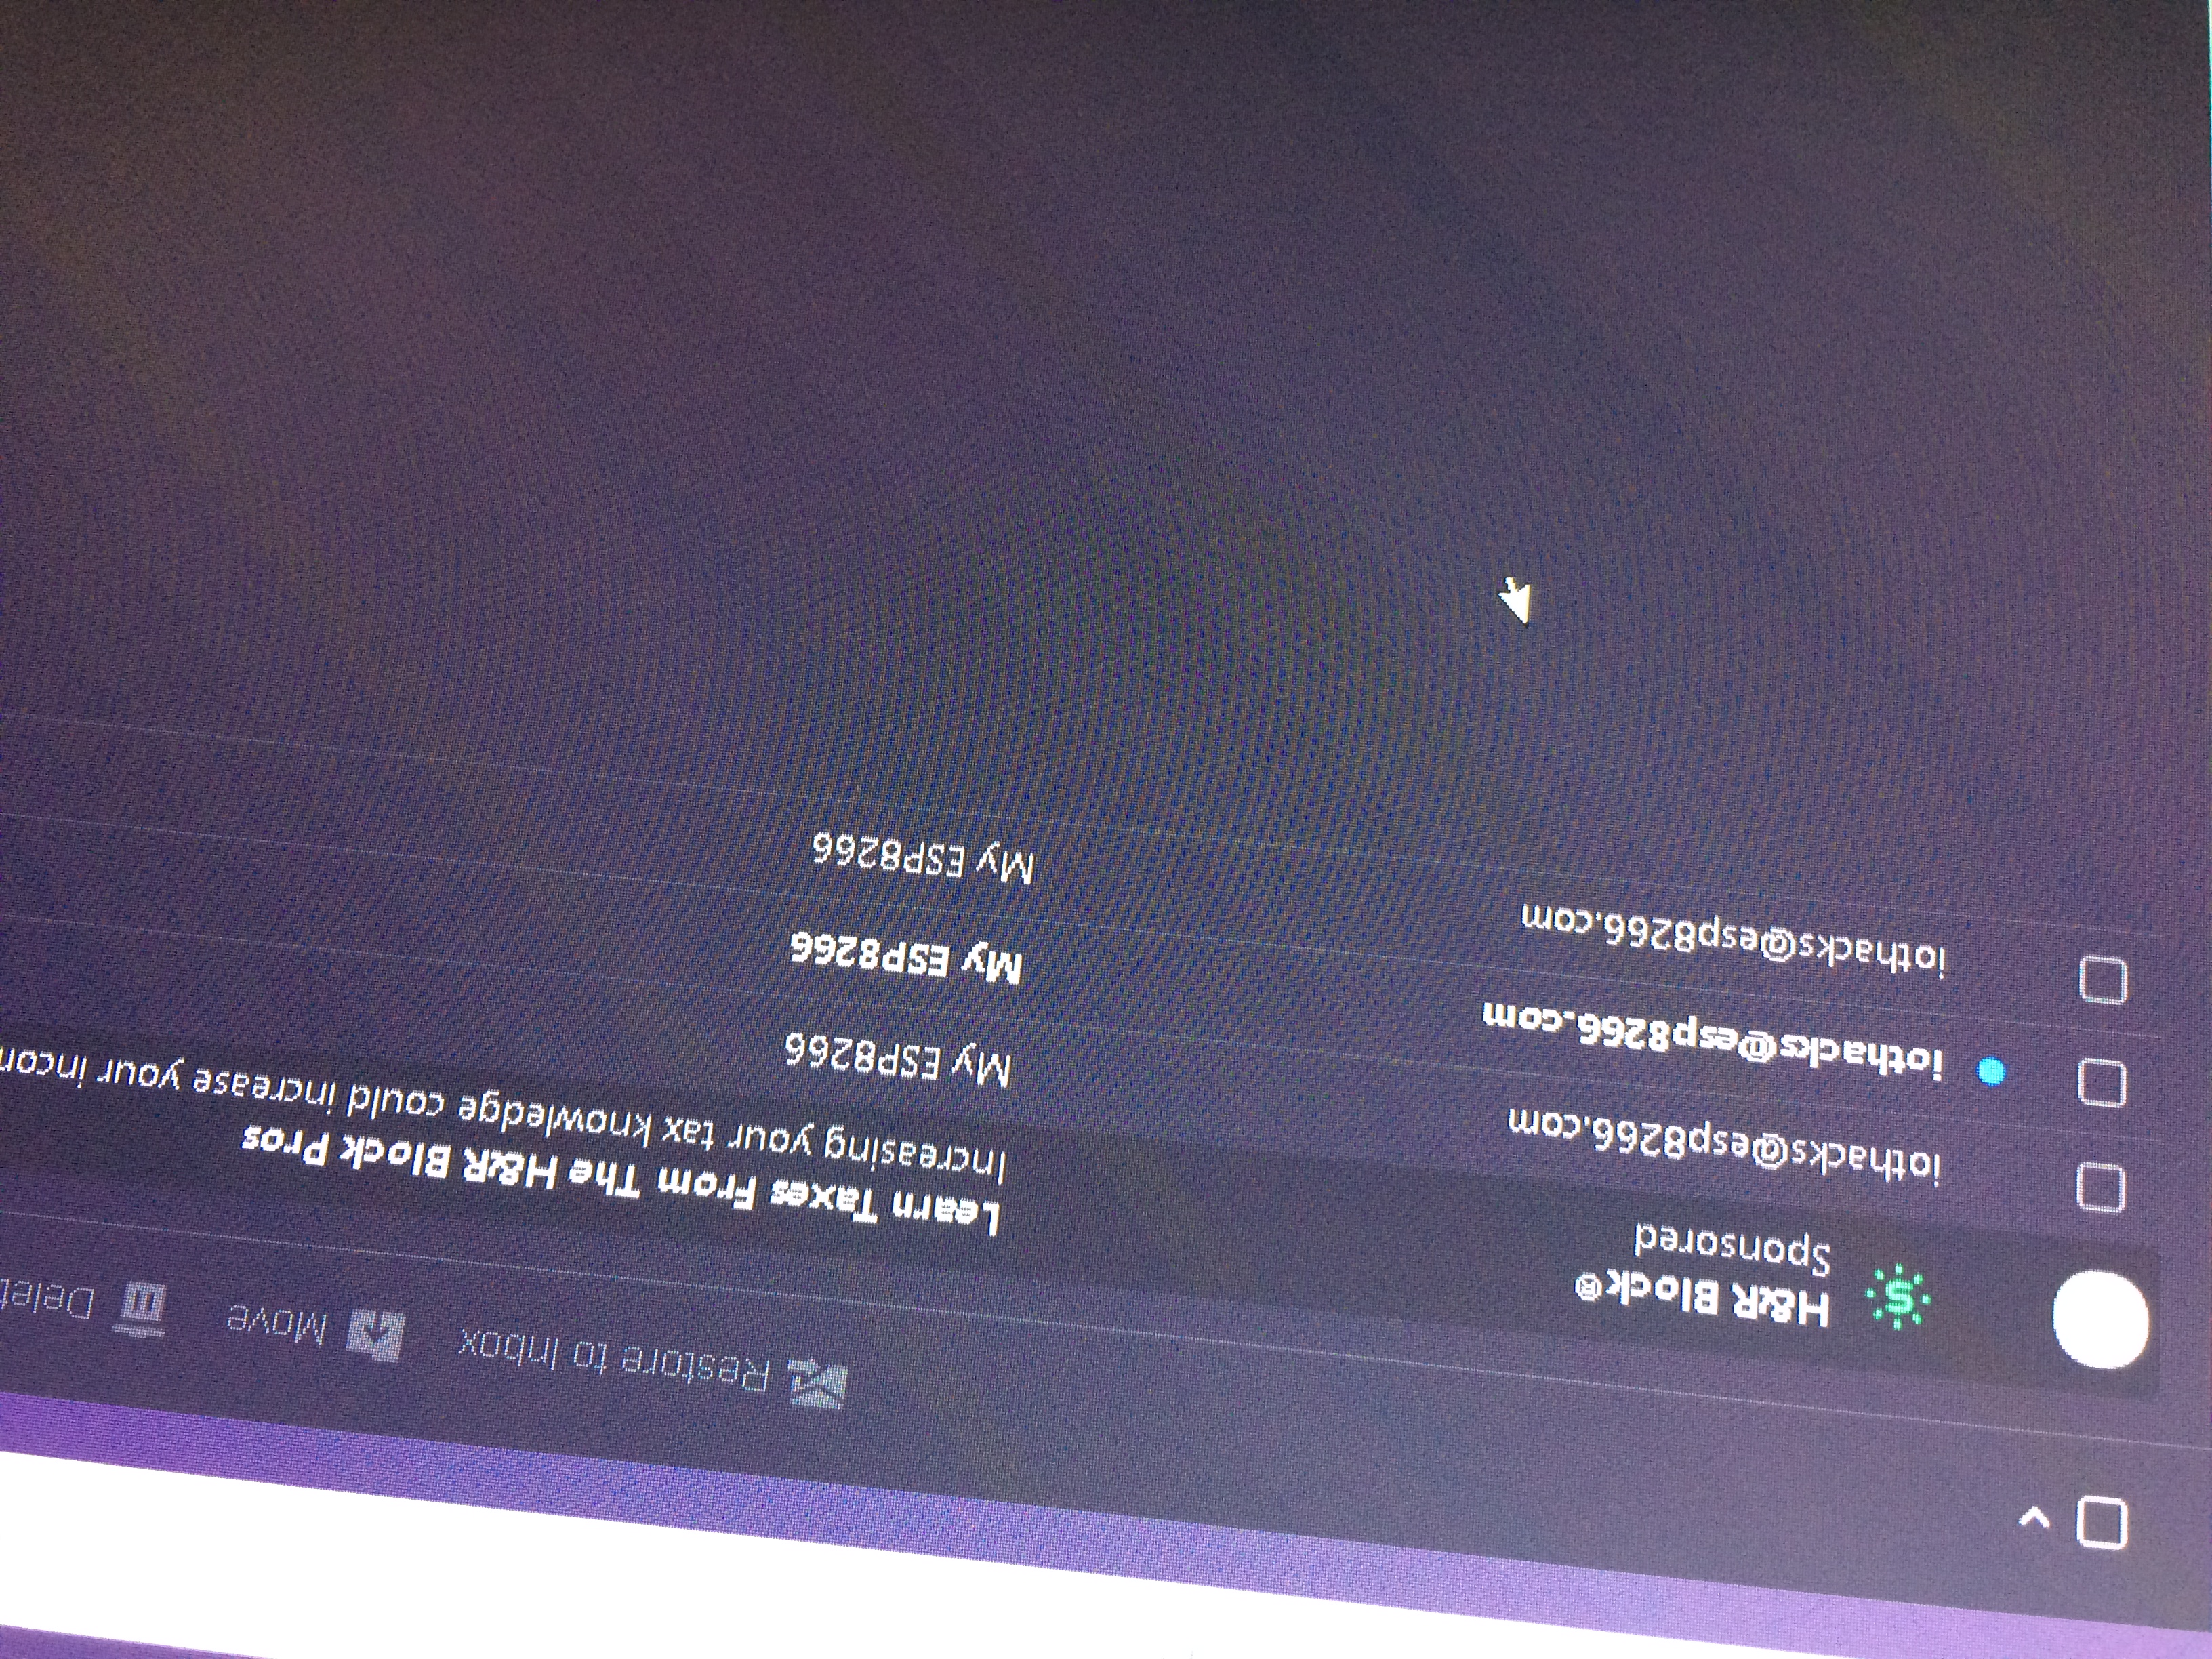 Restore to Inbox Move Delet
H&R Block®
Sponsored
Learn Taxes From The H&R Block Pros
Increasing your tax knowledge could increase your incom
iothacks@esp8266.com My ESP8266
iothacks@esp8266.com My ESP8266
iothacks@esp8266.com My ESP8266